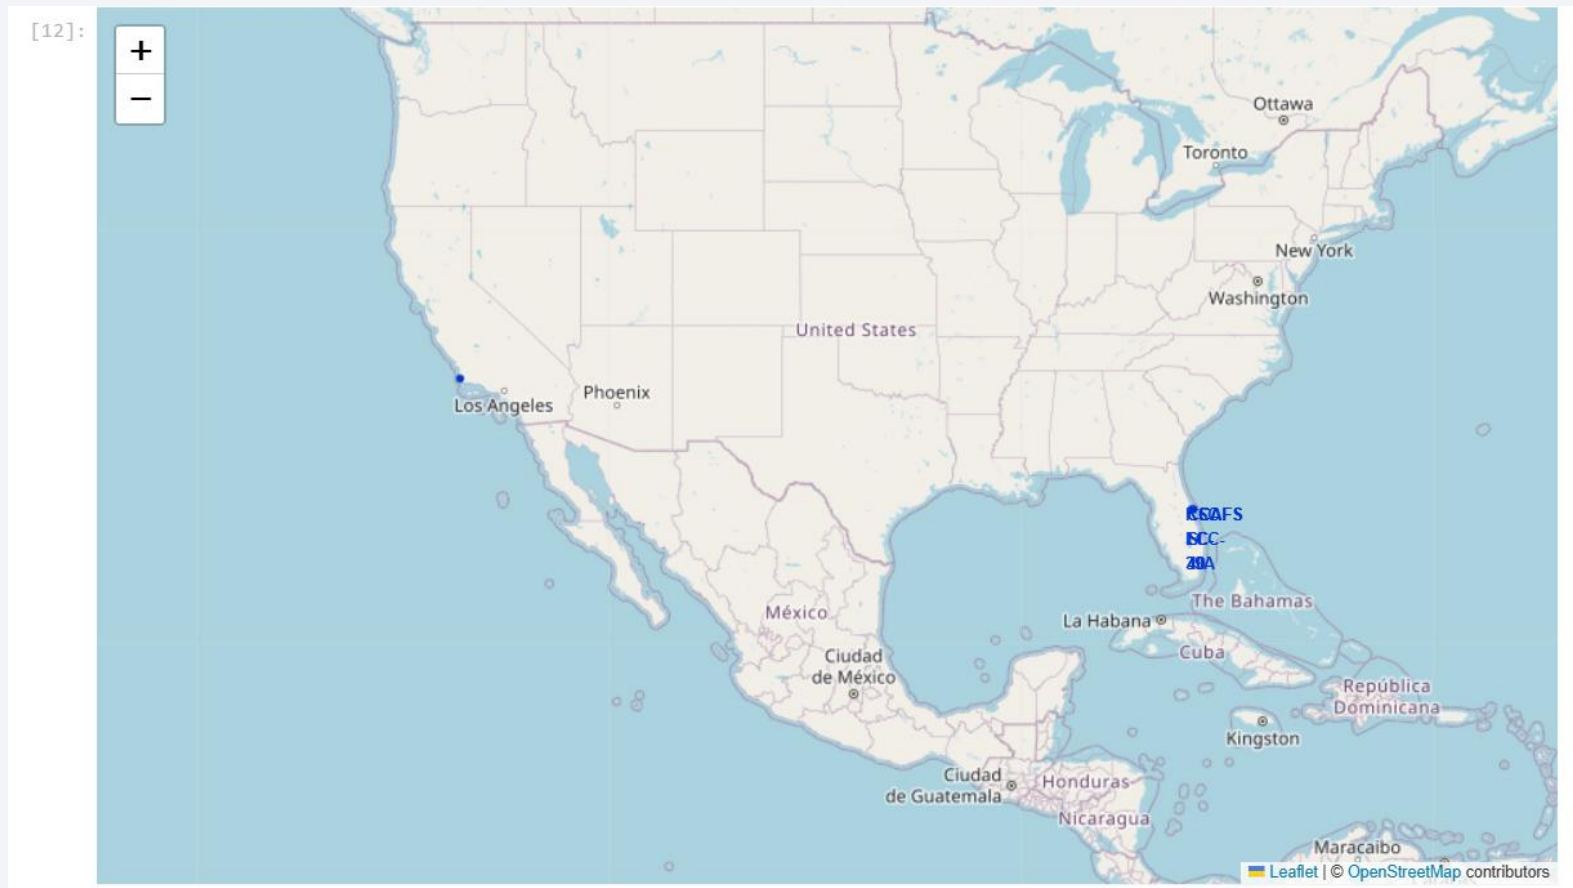 [12]:
+
−
Ottawa
Toronto
New York
Washington
United States
Phoenix
Los Angeles
The Bahamas
La Habana
México
Cuba
Ciudad
de México
República
Dominicana
Kingston
Ciudad
de Guatemala
Honduras
Nicaragua
Maracaibo
Leaflet | © OpenStreetMap contributors